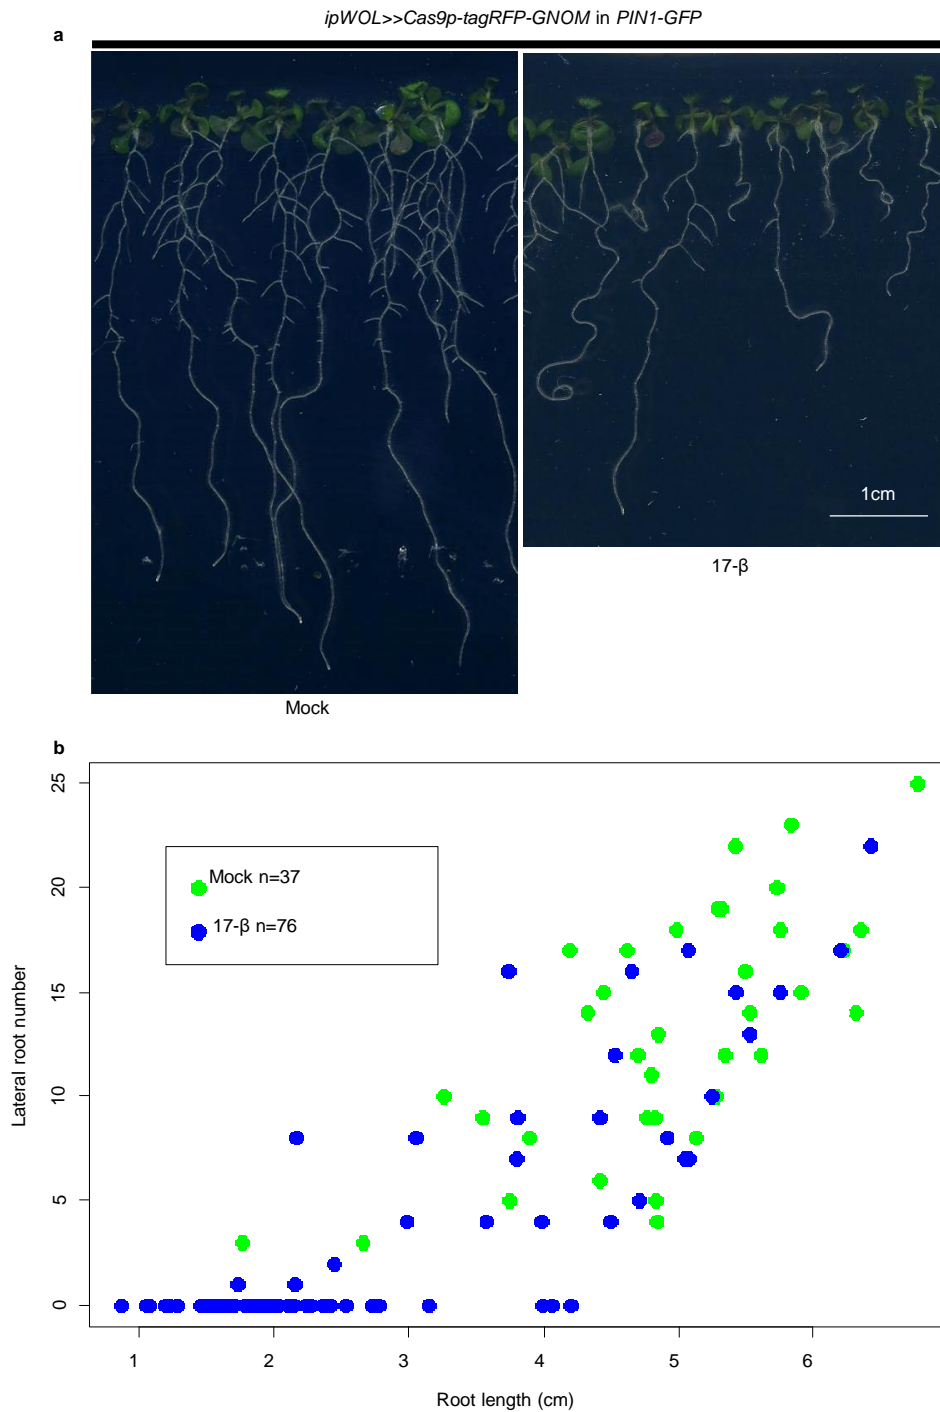 ipWOL>>Cas9p-tagRFP-GNOM in PIN1-GFP
a
1cm
17-β
Mock
b
25
20
15
10
5
0
Lateral root number
Mock n=37
17-β n=76
1 2 3 4 5 6
Root length (cm)